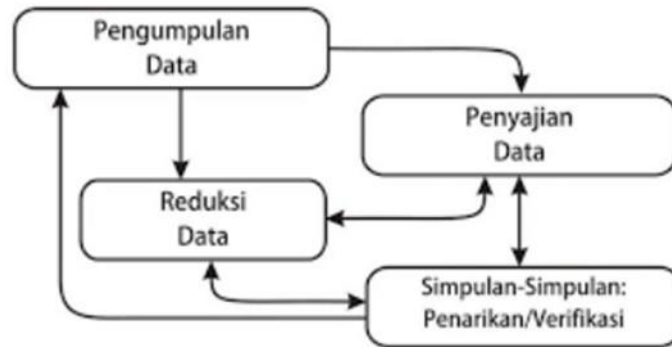 Pengumpulan
Data
Penyajian
Data
Reduksi
Data
Simpulan-Simpulan:
Penarikan/Verifikasi